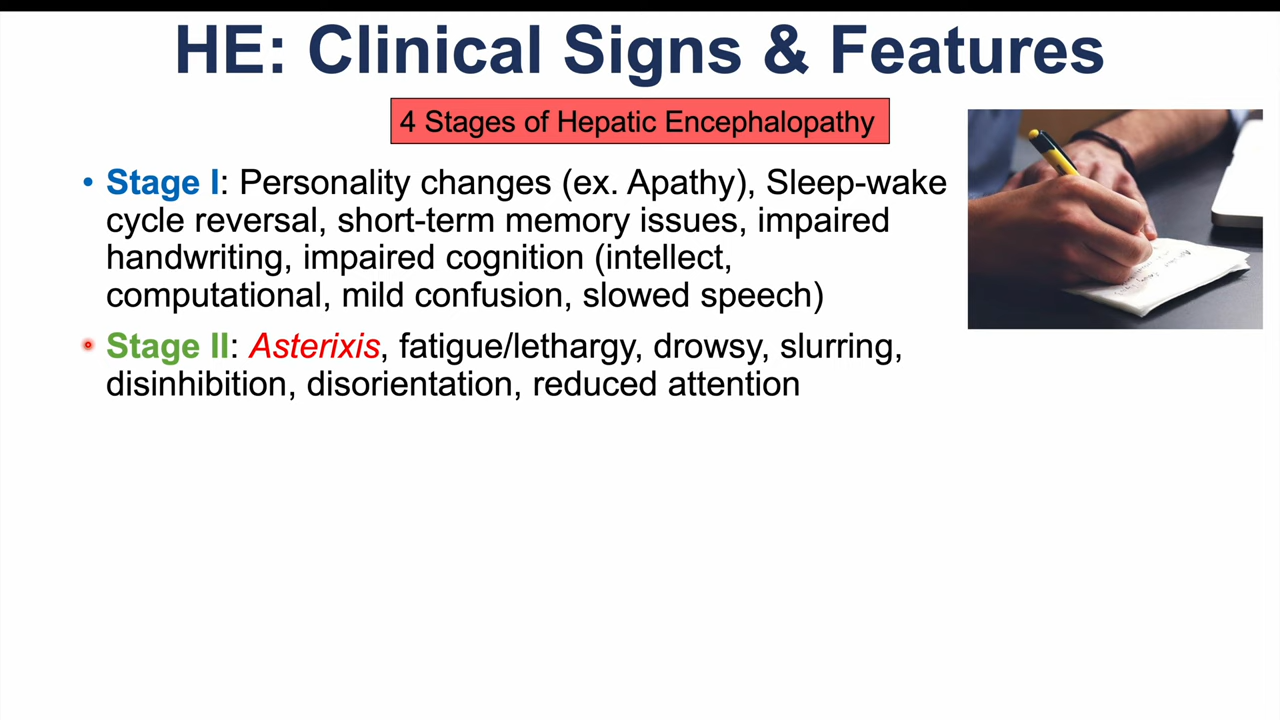 HE: Clinical Signs & Features
4 Stages of Hepatic Encephalopathy
• Stage I: Personality changes (ex. Apathy), Sleep-wake
cycle reversal, short-term memory issues, impaired
handwriting, impaired cognition (intellect,
computational, mild confusion, slowed speech)
• Stage II: Asterixis, fatigue/lethargy, drowsy, slurring,
disinhibition, disorientation, reduced attention